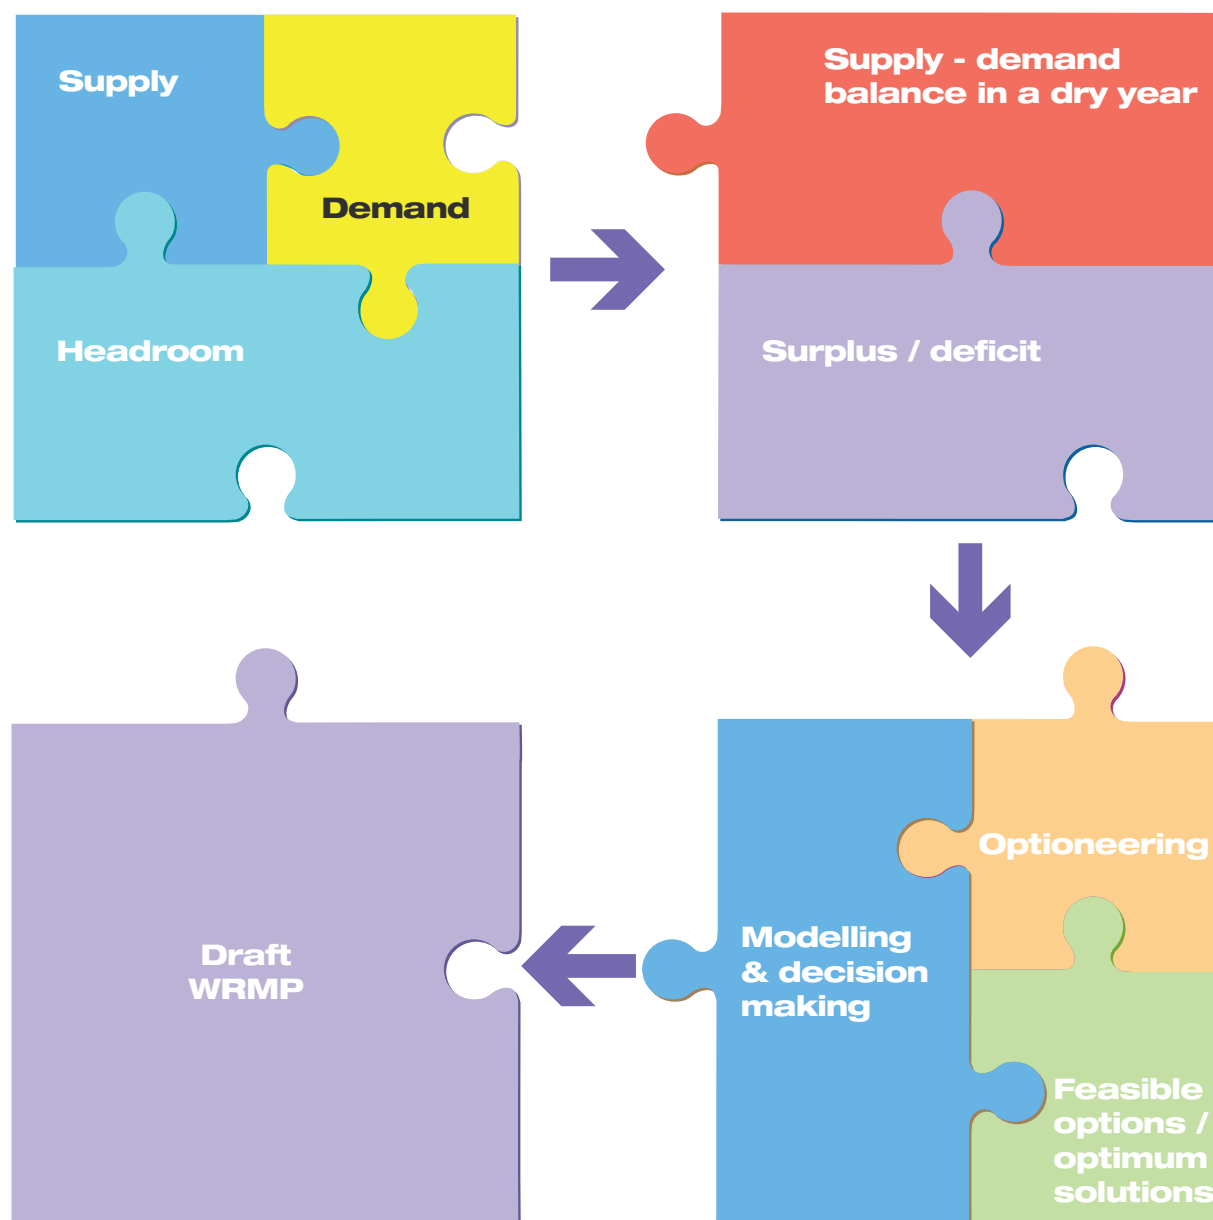 Supply
Demand
Headroom
Supply - demand
balance in a dry year
Surplus / deficit
Optioneering
Modelling
& decision
making
Feasible
options /
optimum
solutions
Draft
WRMP